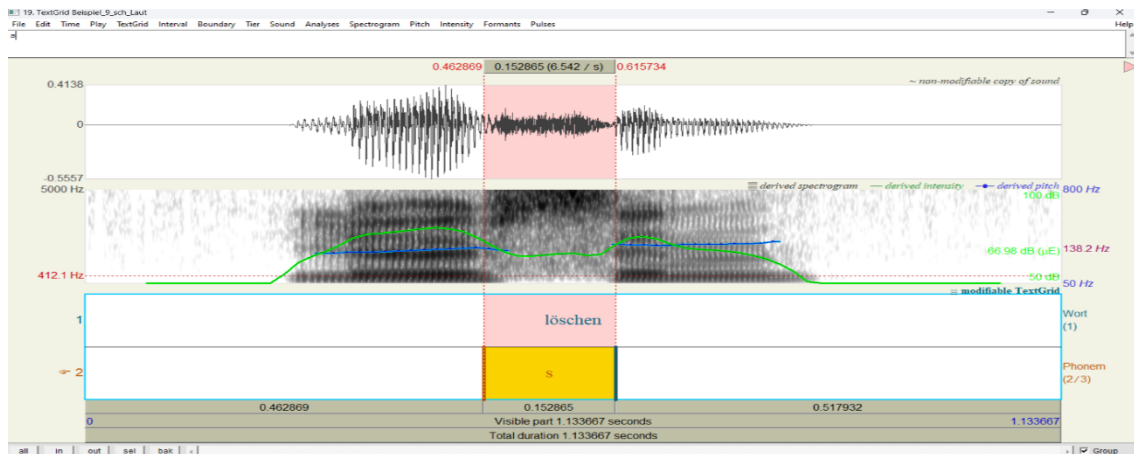 19. TextGrid Beispiel_9_sch_Laut
File Edit Time Play TextGrid Interval Boundary Tier Sound Analyses Spectrogram Pitch Intensity Formants Pulses Help
s
0.462869 0.152865 (6.542 / s) 0.615734
~ non-modifiable copy of sound
0.4138
0
-0.5557
5000 Hz
derived spectrogram derived intensity derived pitch 800 Hz
100 dB
66.98 dB (µE) 138.2 Hz
412.1 Hz
50 dB
50 Hz
modifiable TextGrid
1 löschen Wort
(1)
2 s Phonem
(2/3)
0.462869 0.152865 0.517932
0 Visible part 1.133667 seconds 1.133667
Total duration 1.133667 seconds
all in out sel bak Group